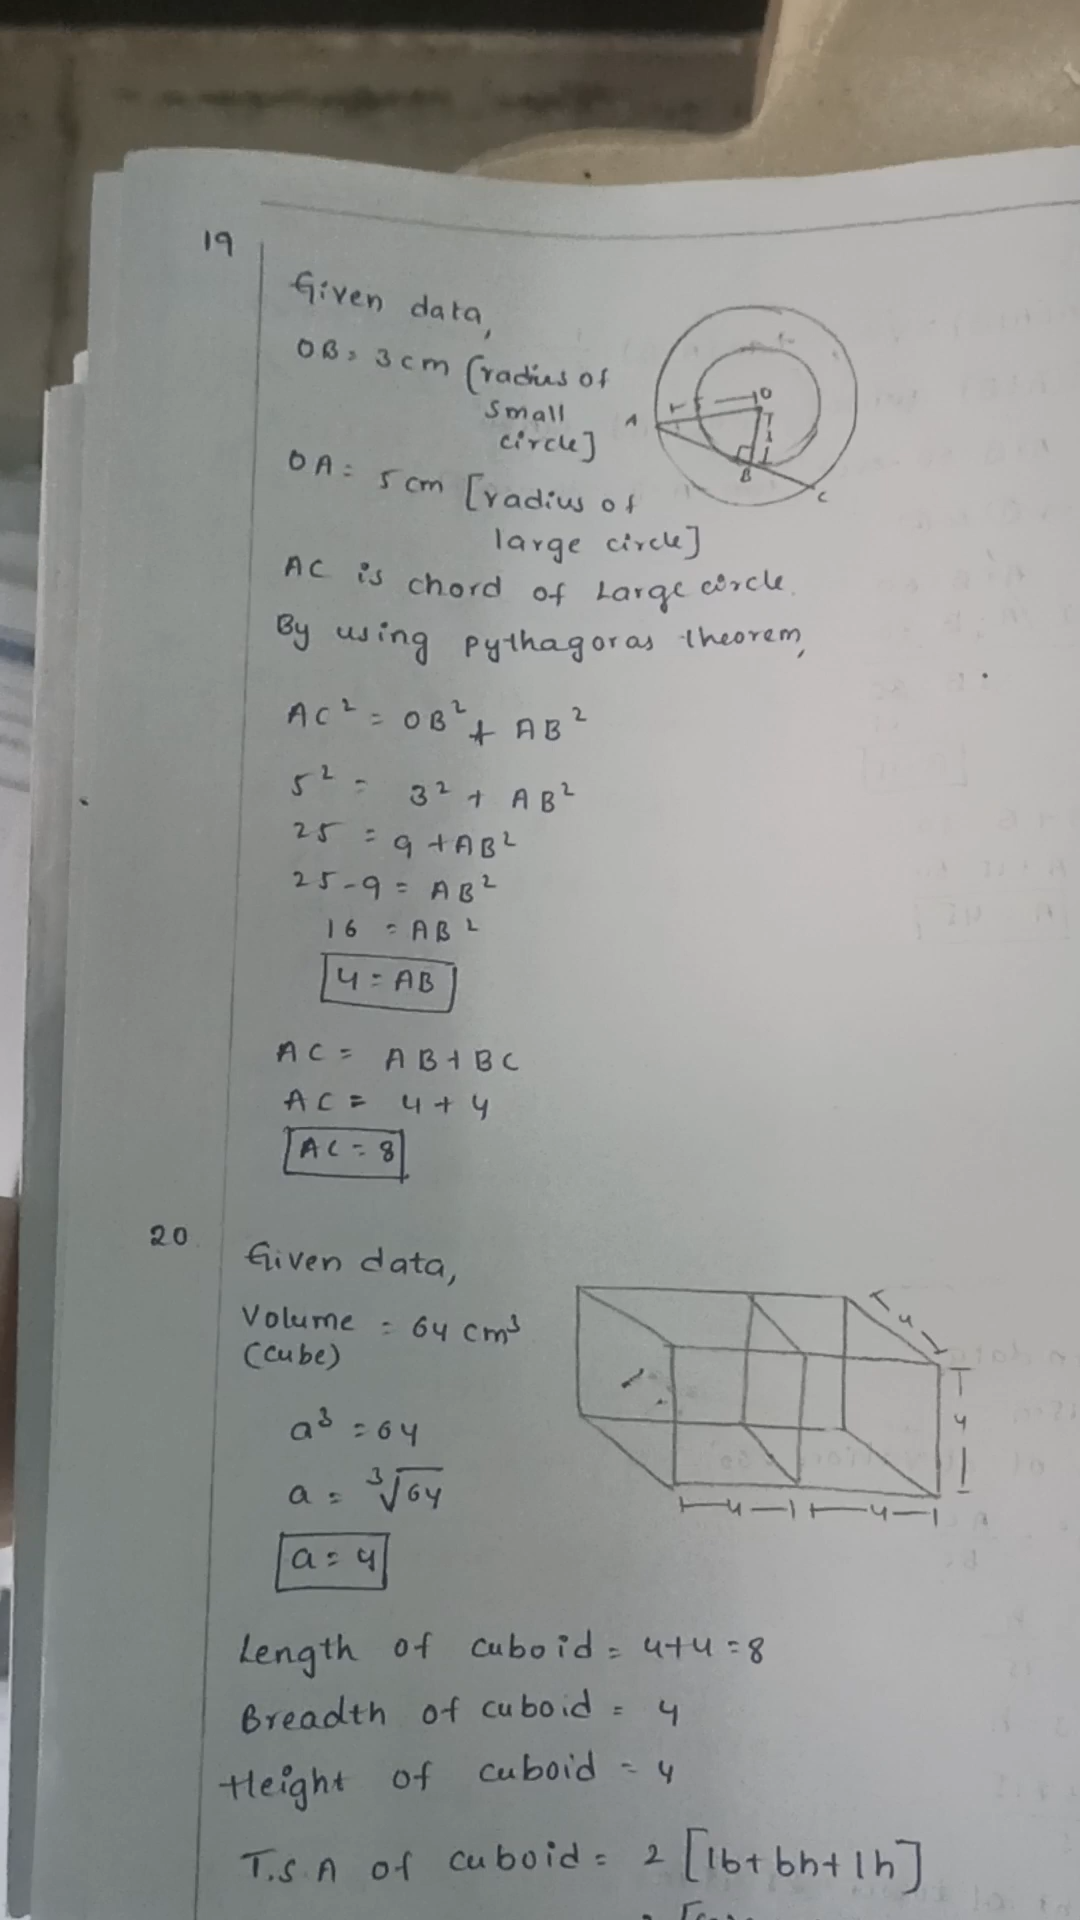 19
Given data,
OB = 3 cm [radius of
small
circle]
OA = 5 cm [radius of
large circle]
A 5 O
B
C
AC is chord of Large circle.
By using pythagoras theorem,
AC² = OB² + AB²
5² = 3² + AB²
25 = 9 + AB²
25-9 = AB²
16 = AB²
4 = AB
AC = AB + BC
AC = 4 + 4
AC = 8
20.
Given data,
Volume = 64 cm³
(cube)
a³ = 64
a = ³√64
a = 4
4
4
4 4
Length of cuboid = 4+4 = 8
Breadth of cuboid = 4
Height of cuboid = 4
T.S.A of cuboid = 2 [lb + bh + lh]